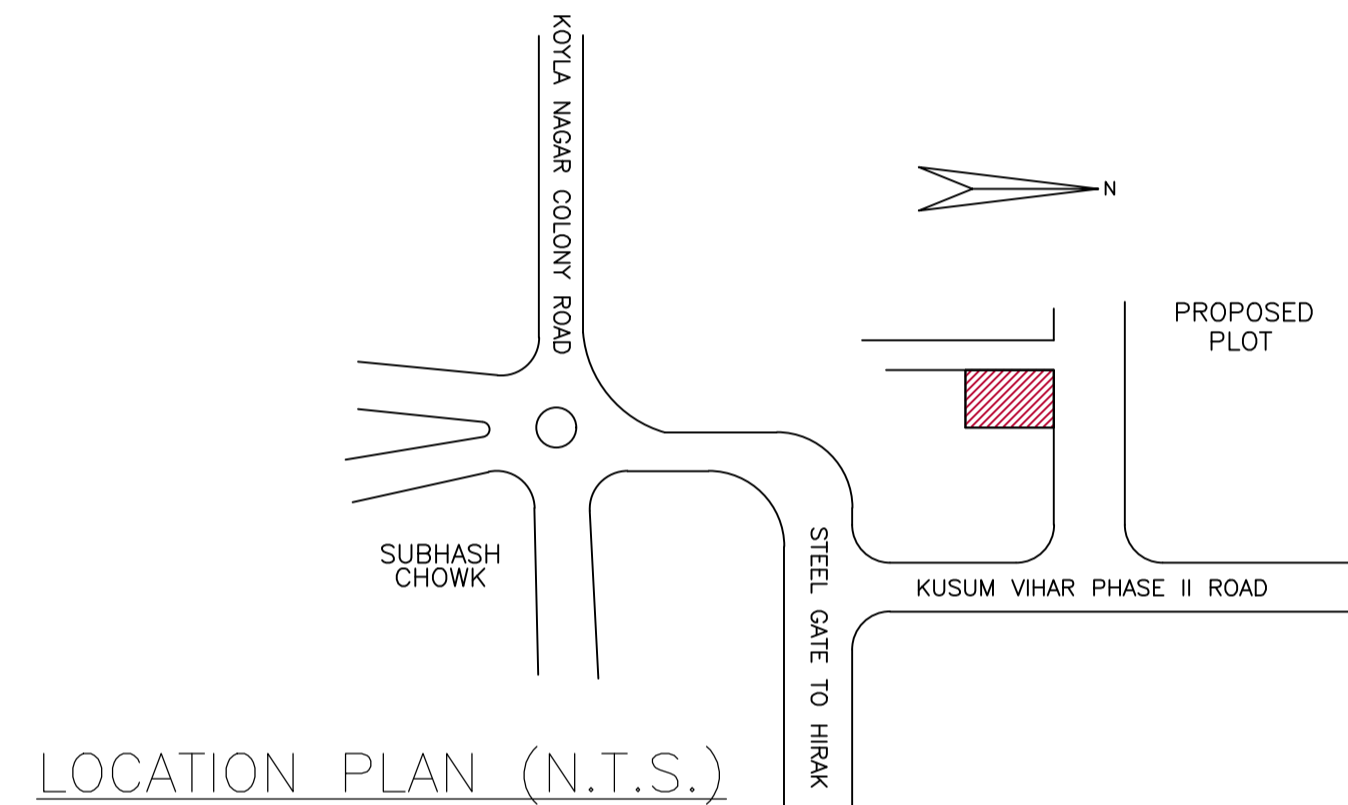 KOYLA NAGAR COLONY ROAD
N
PROPOSED
PLOT
SUBHASH
CHOWK
STEEL GATE TO HIRAK
KUSUM VIHAR PHASE II ROAD
LOCATION PLAN (N.T.S.)